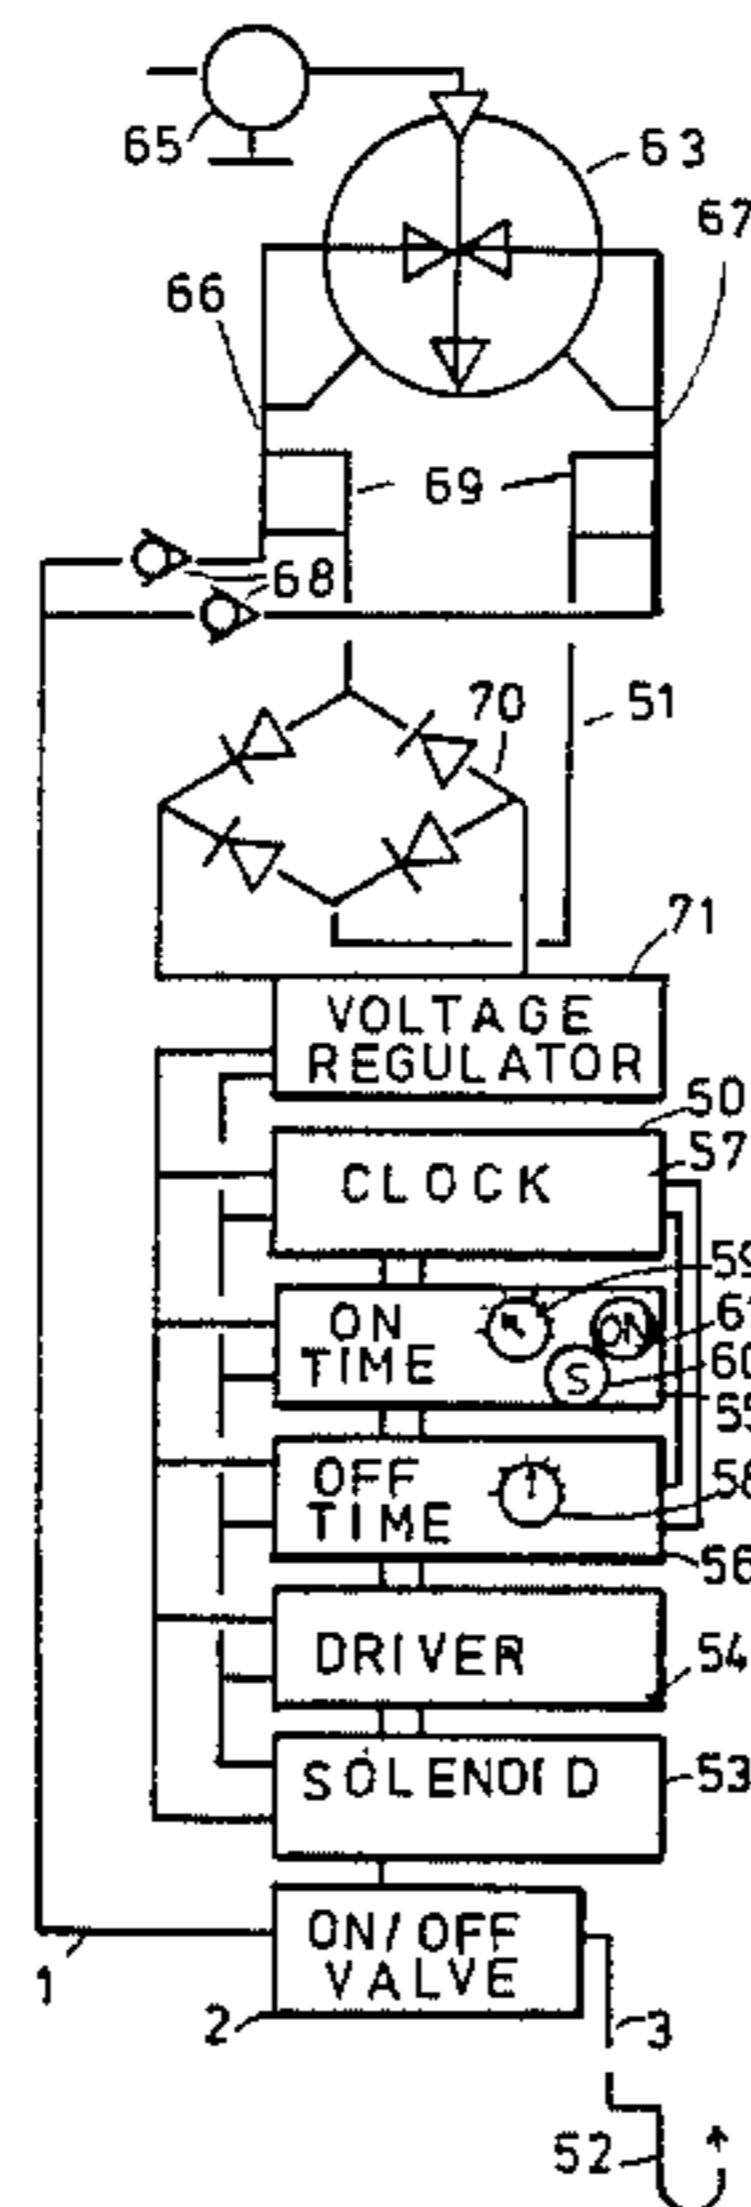 65
63
67
66
69
68
70
51
71
VOLTAGE
REGULATOR
50
57
CLOCK
59
ON
TIME
ON
61
S
60
55
OFF
TIME
58
56
DRIVER
54
SOLENOID
53
ON/OFF
VALVE
1
2
3
52